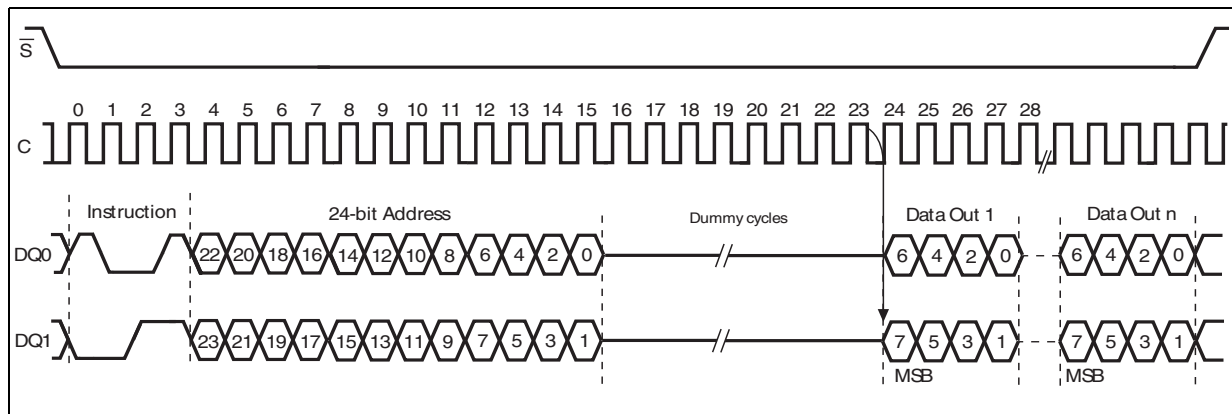 S
0 1 2 3 4 5 6 7 8 9 10 11 12 13 14 15 16 17 18 19 20 21 22 23 24 25 26 27 28
C
Instruction 24-bit Address Dummy cycles Data Out 1 Data Out n
DQ0 22 20 18 16 14 12 10 8 6 4 2 0 6 4 2 0 6 4 2 0
DQ1 23 21 19 17 15 13 11 9 7 5 3 1 7 5 3 1 7 5 3 1
MSB MSB